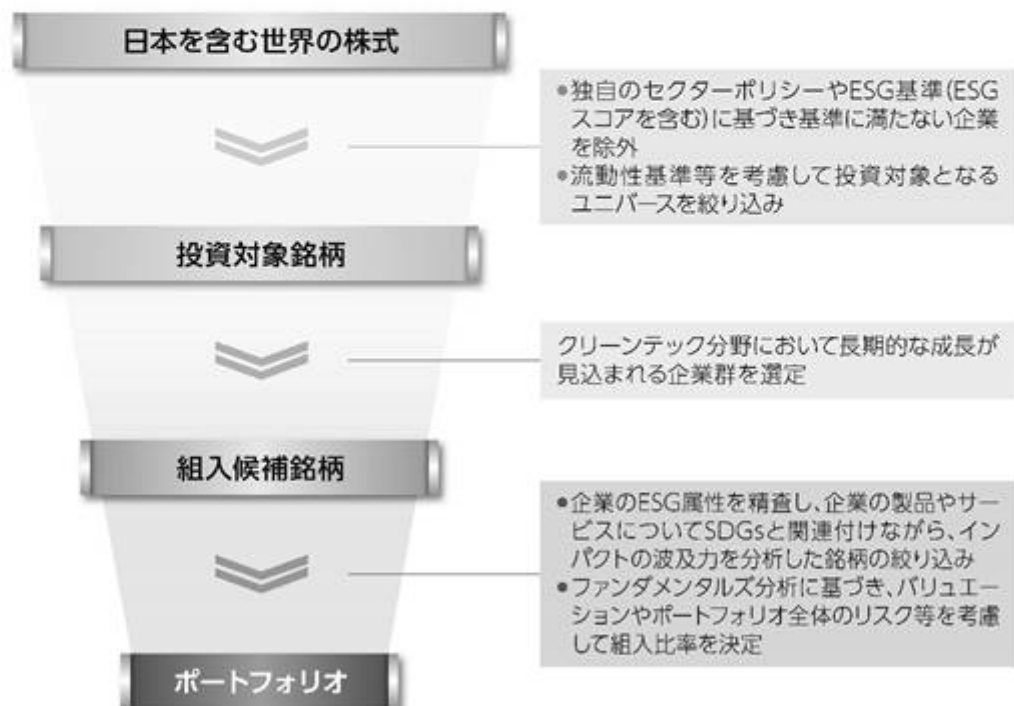 日本を含む世界の株式
●独自のセクターポリシーやESG基準(ESG
スコアを含む)に基づき基準に満たない企業
を除外
●流動性基準等を考慮して投資対象となる
ユニバースを絞り込み
投資対象銘柄
クリーンテック分野において長期的な成長が
見込まれる企業群を選定
組入候補銘柄
●企業のESG属性を精査し、企業の製品やサー
ビスについてSDGsと関連付けながら、イン
パクトの波及力を分析した銘柄の絞り込み
●ファンダメンタルズ分析に基づき、バリュエー
ションやポートフォリオ全体のリスク等を考慮
して組入比率を決定
ポートフォリオ